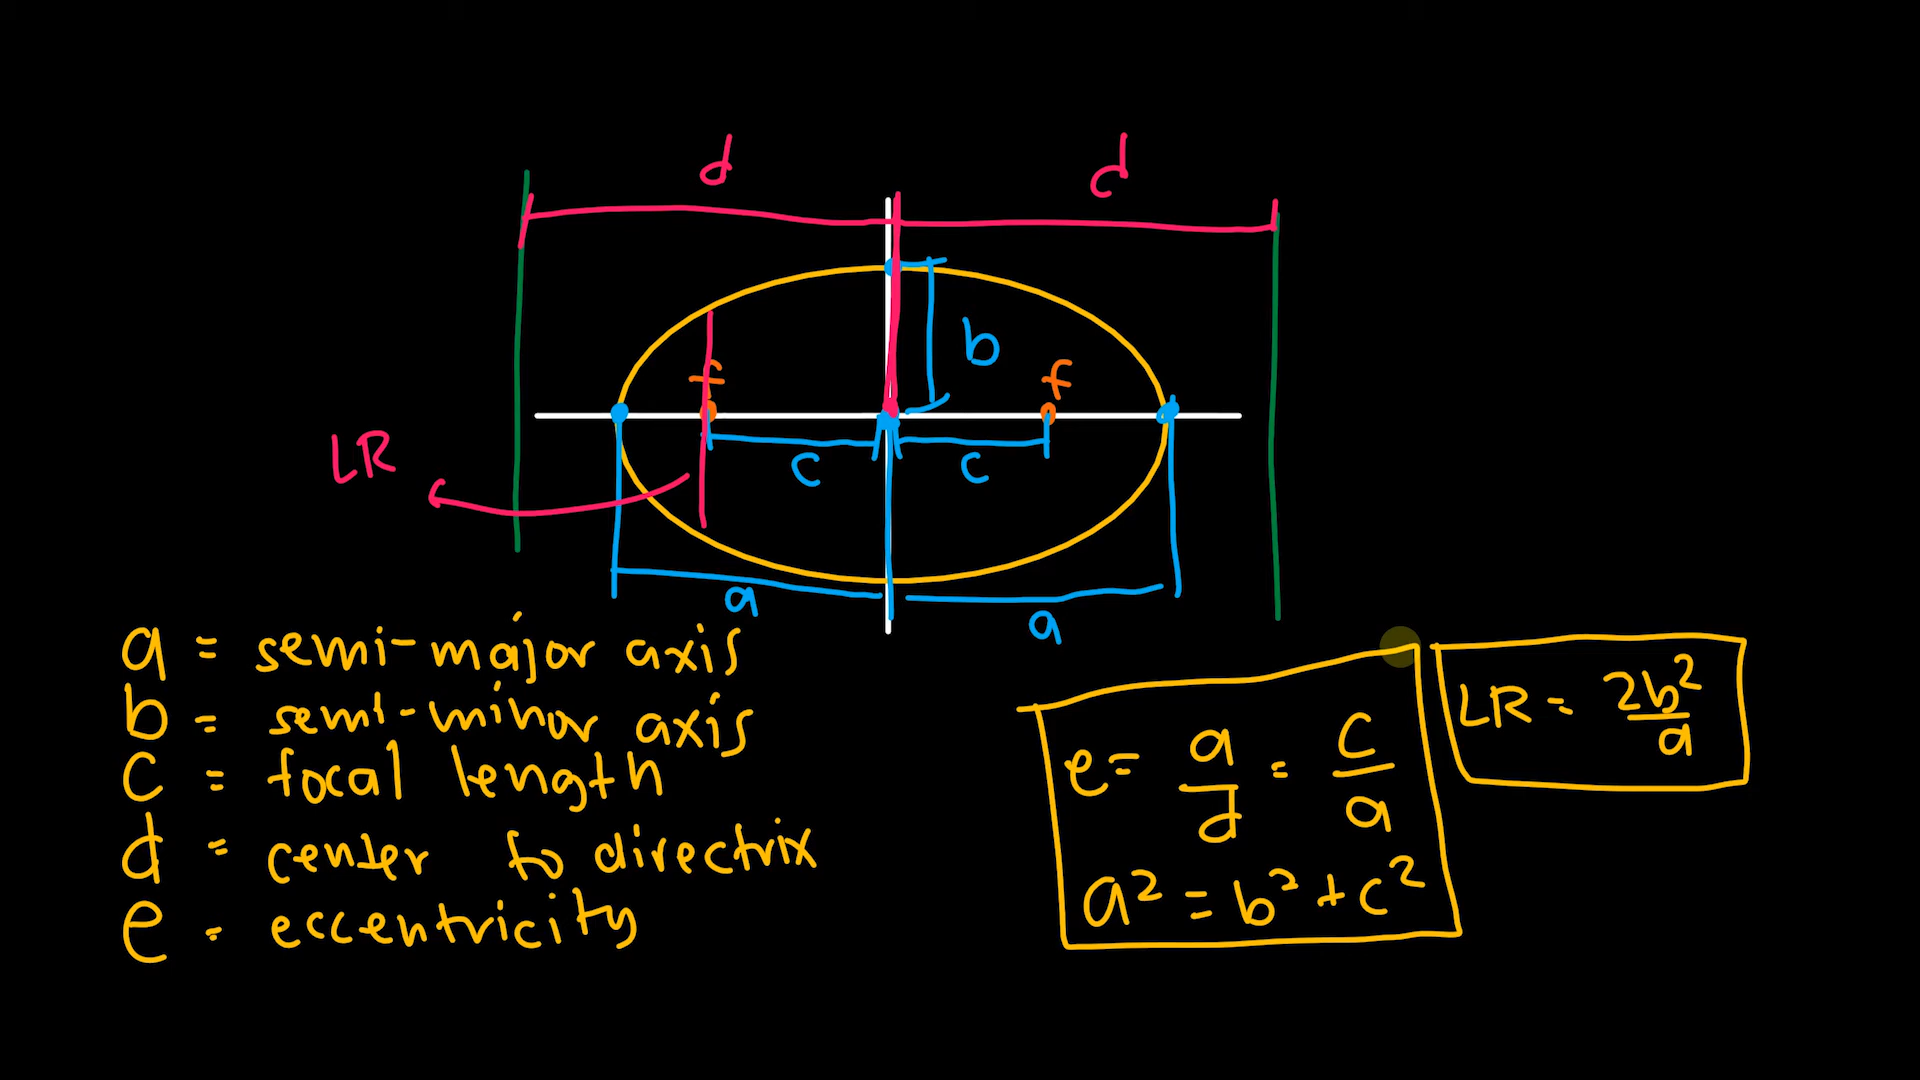 d d
b
f f
LR
c c
a a
a = semi-major axis
b = semi-minor axis
c = focal length
d = center to directrix
e = eccentricity
e = a/d = c/a
a² = b² + c²
LR = 2b²/a